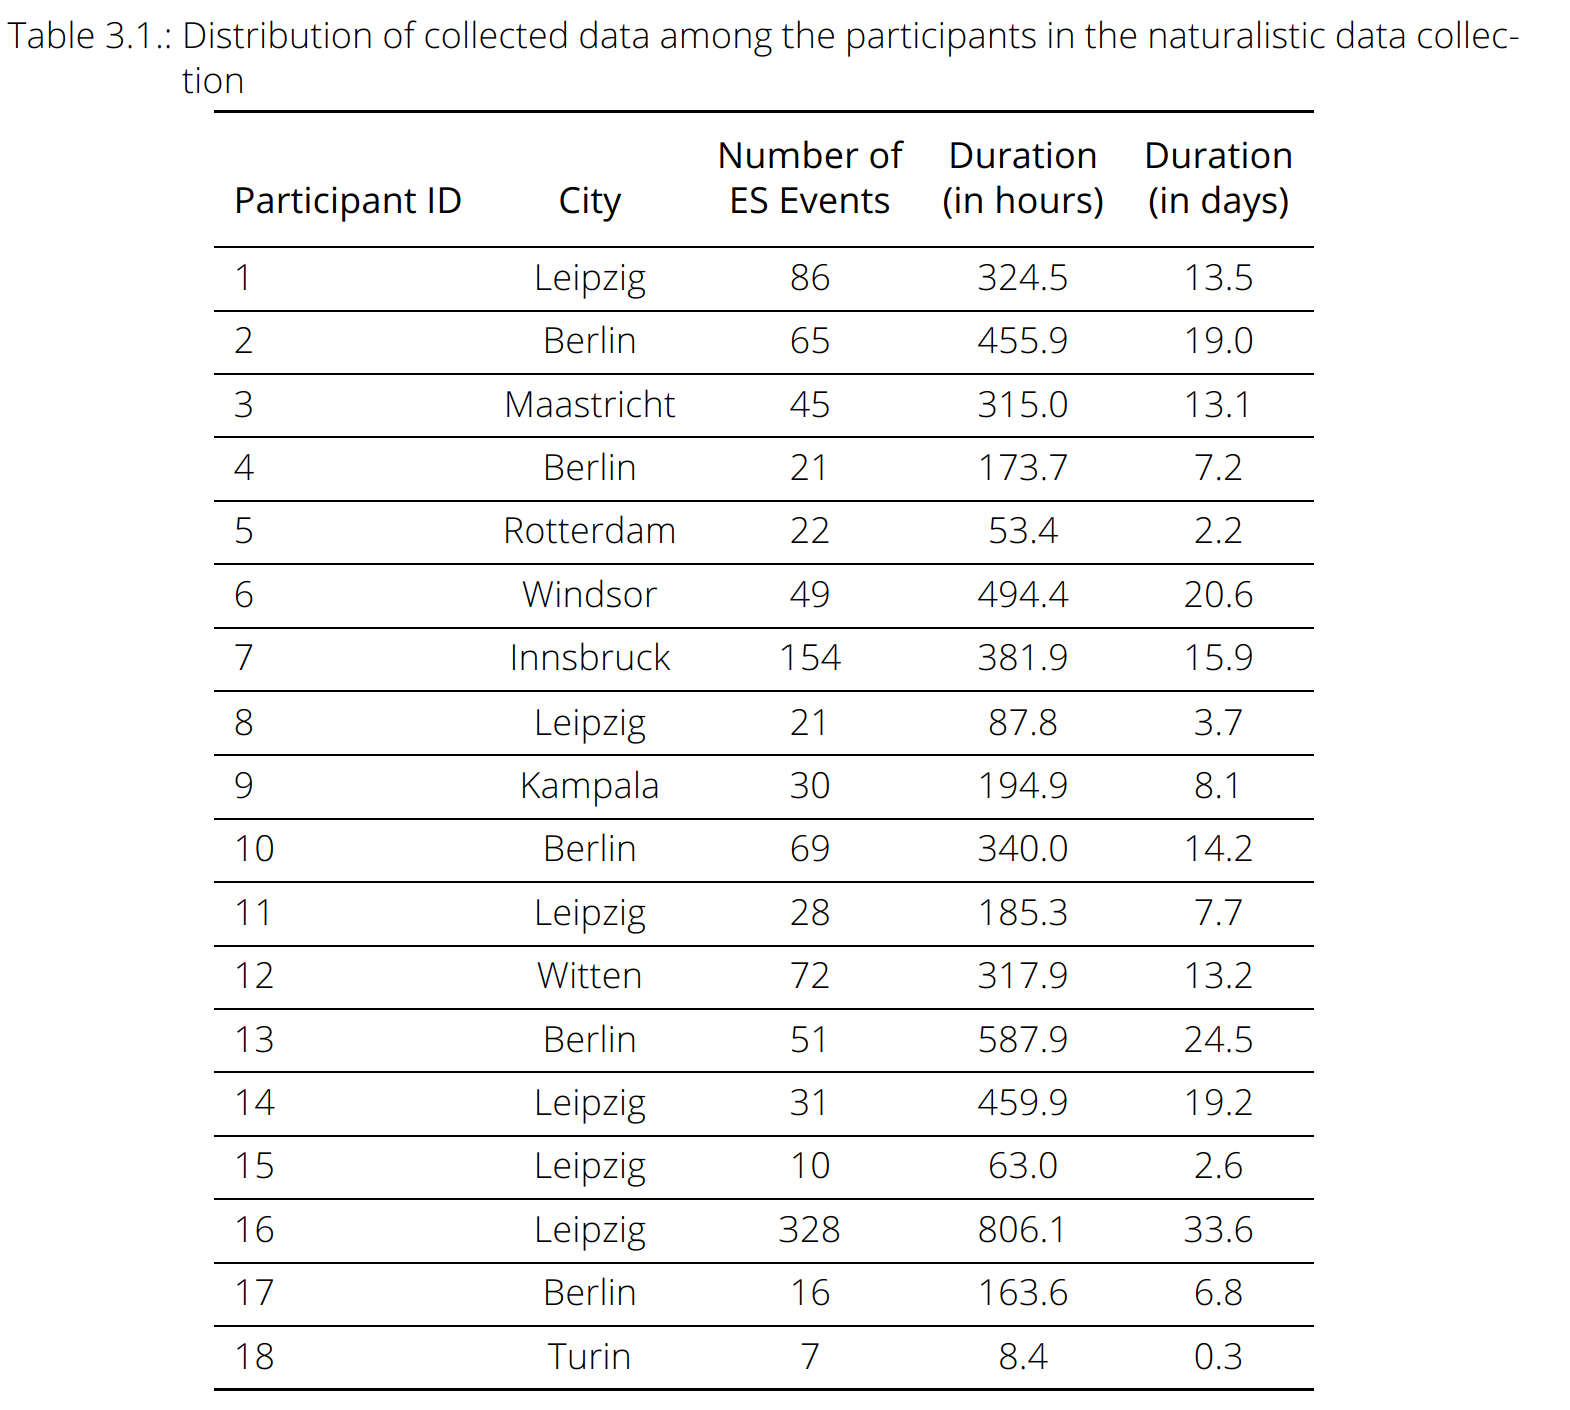 Table 3.1.: Distribution of collected data among the participants in the naturalistic data collec-
tion
Number of Duration Duration
Participant ID City ES Events (in hours) (in days)
1 Leipzig 86 324.5 13.5
2 Berlin 65 455.9 19.0
3 Maastricht 45 315.0 13.1
4 Berlin 21 173.7 7.2
5 Rotterdam 22 53.4 2.2
6 Windsor 49 494.4 20.6
7 Innsbruck 154 381.9 15.9
8 Leipzig 21 87.8 3.7
9 Kampala 30 194.9 8.1
10 Berlin 69 340.0 14.2
11 Leipzig 28 185.3 7.7
12 Witten 72 317.9 13.2
13 Berlin 51 587.9 24.5
14 Leipzig 31 459.9 19.2
15 Leipzig 10 63.0 2.6
16 Leipzig 328 806.1 33.6
17 Berlin 16 163.6 6.8
18 Turin 7 8.4 0.3